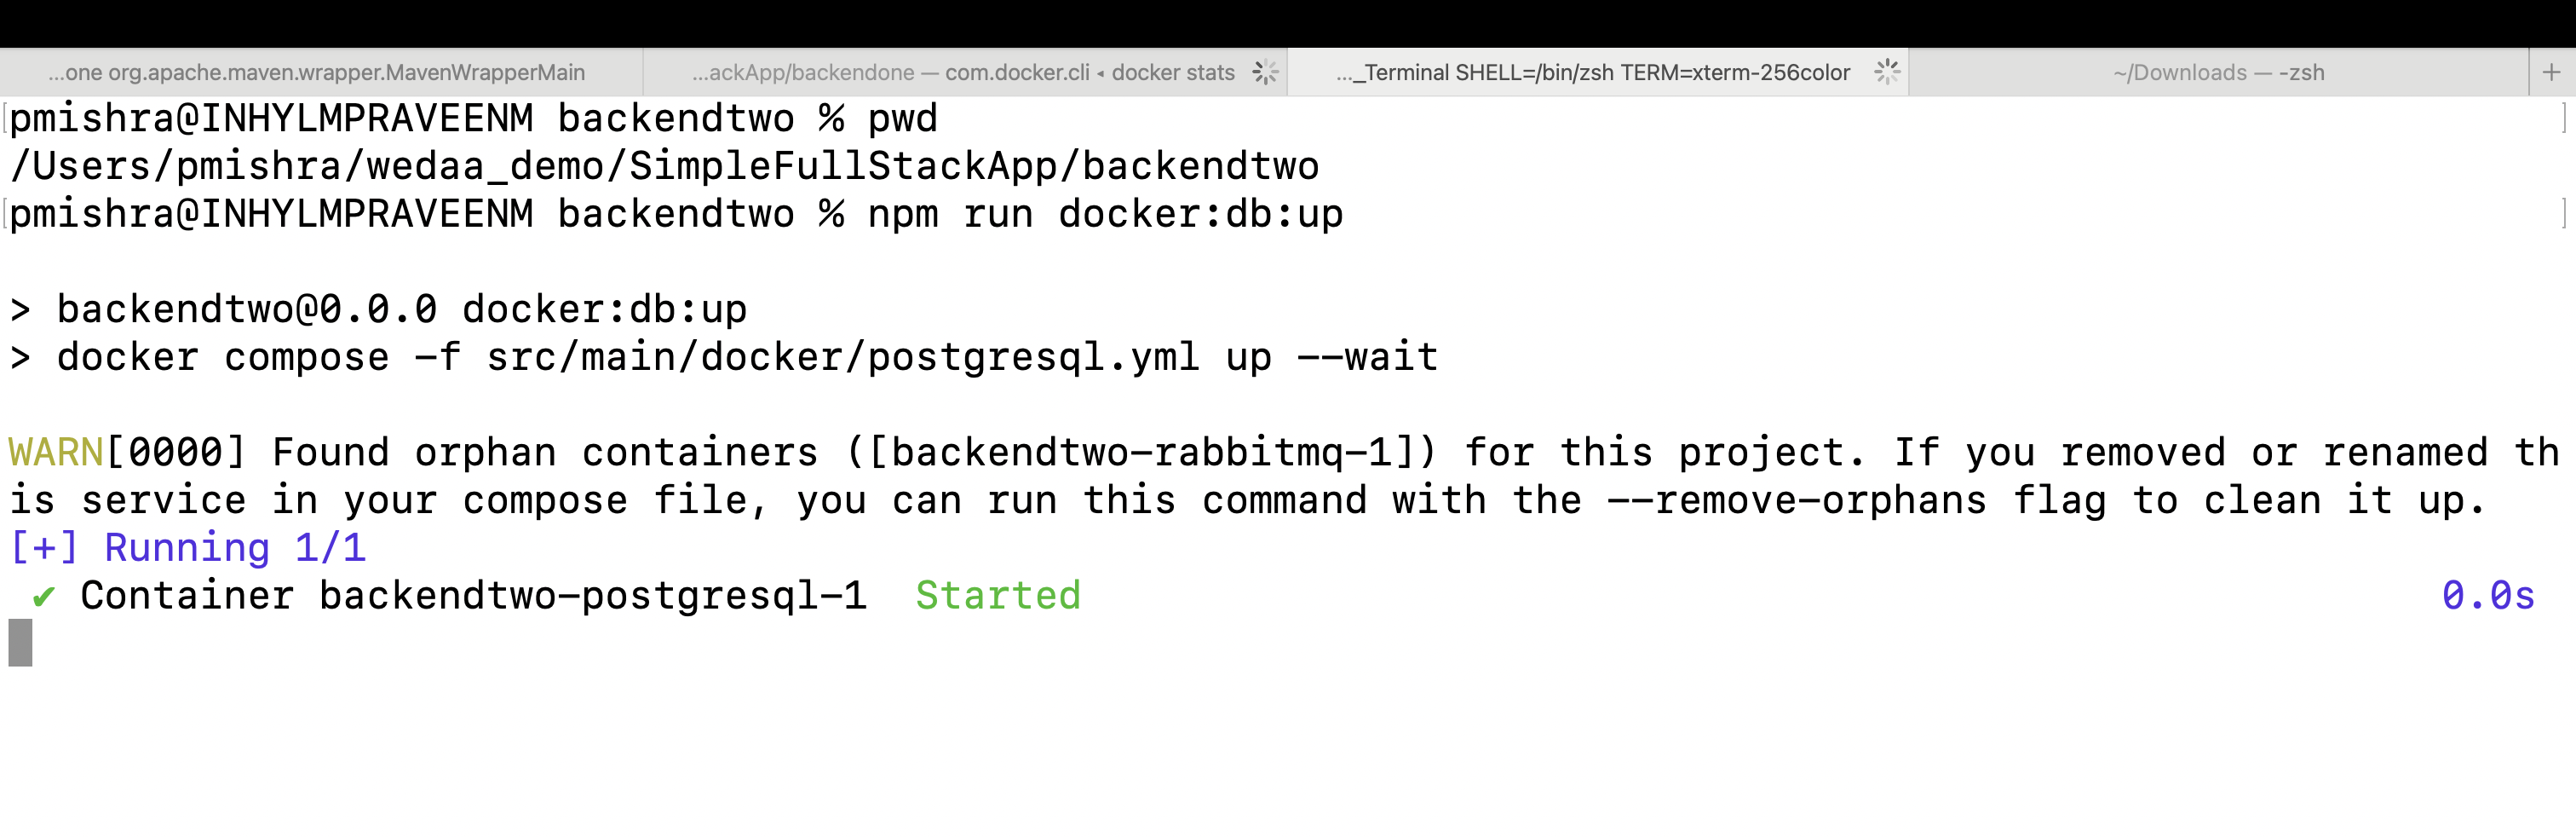 ...one org.apache.maven.wrapper.MavenWrapperMain
...ackApp/backendone — com.docker.cli ◂ docker stats
..._Terminal SHELL=/bin/zsh TERM=xterm-256color
~/Downloads — -zsh
+
[pmishra@INHYLMPRAVEENM backendtwo % pwd ]
/Users/pmishra/wedaa_demo/SimpleFullStackApp/backendtwo
[pmishra@INHYLMPRAVEENM backendtwo % npm run docker:db:up ]
> backendtwo@0.0.0 docker:db:up
> docker compose -f src/main/docker/postgresql.yml up --wait
WARN[0000] Found orphan containers ([backendtwo-rabbitmq-1]) for this project. If you removed or renamed th
is service in your compose file, you can run this command with the --remove-orphans flag to clean it up.
[+] Running 1/1
✔ Container backendtwo-postgresql-1 Started 0.0s